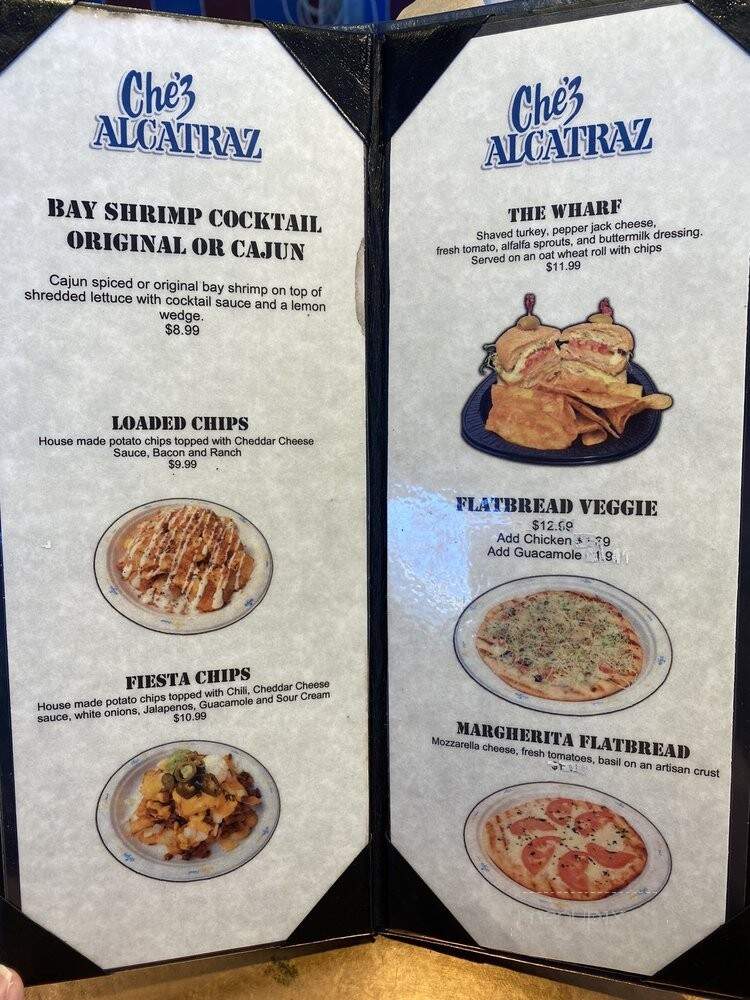 Ché'z
ALCATRAZ
BAY SHRIMP COCKTAIL
ORIGINAL OR CAJUN
Cajun spiced or original bay shrimp on top of
shredded lettuce with cocktail sauce and a lemon
wedge.
$8.99
LOADED CHIPS
House made potato chips topped with Cheddar Cheese
Sauce, Bacon and Ranch
$9.99
FIESTA CHIPS
House made potato chips topped with Chili, Cheddar Cheese
sauce, white onions, Jalapenos, Guacamole and Sour Cream
$10.99
Ché'z
ALCATRAZ
THE WHARF
Shaved turkey, pepper jack cheese,
fresh tomato, alfalfa sprouts, and buttermilk dressing.
Served on an oat wheat roll with chips
$11.99
FLATBREAD VEGGIE
Add Chicken
Add Guacamole
MARGHERITA FLATBREAD
Mozzarella cheese, fresh tomatoes, basil on an artisan crust